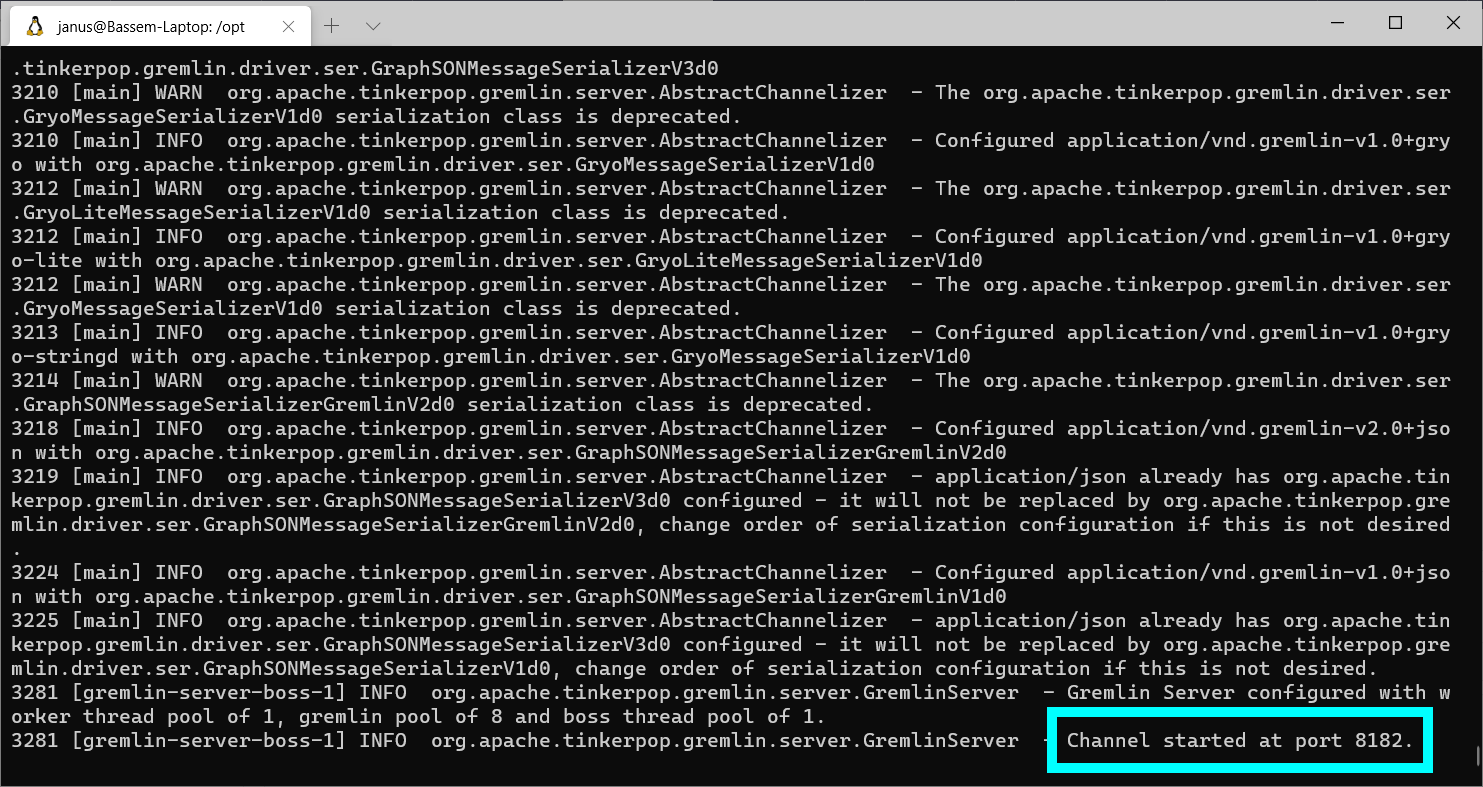 janus@Bassem-Laptop: /opt
.tinkerpop.gremlin.driver.ser.GraphSONMessageSerializerV3d0
3210 [main] WARN  org.apache.tinkerpop.gremlin.server.AbstractChannelizer  - The org.apache.tinkerpop.gremlin.driver.ser
.GryoMessageSerializerV1d0 serialization class is deprecated.
3210 [main] INFO  org.apache.tinkerpop.gremlin.server.AbstractChannelizer  - Configured application/vnd.gremlin-v1.0+gry
o with org.apache.tinkerpop.gremlin.driver.ser.GryoMessageSerializerV1d0
3212 [main] WARN  org.apache.tinkerpop.gremlin.server.AbstractChannelizer  - The org.apache.tinkerpop.gremlin.driver.ser
.GryoLiteMessageSerializerV1d0 serialization class is deprecated.
3212 [main] INFO  org.apache.tinkerpop.gremlin.server.AbstractChannelizer  - Configured application/vnd.gremlin-v1.0+gry
o-lite with org.apache.tinkerpop.gremlin.driver.ser.GryoLiteMessageSerializerV1d0
3212 [main] WARN  org.apache.tinkerpop.gremlin.server.AbstractChannelizer  - The org.apache.tinkerpop.gremlin.driver.ser
.GryoMessageSerializerV1d0 serialization class is deprecated.
3213 [main] INFO  org.apache.tinkerpop.gremlin.server.AbstractChannelizer  - Configured application/vnd.gremlin-v1.0+gry
o-stringd with org.apache.tinkerpop.gremlin.driver.ser.GryoMessageSerializerV1d0
3214 [main] WARN  org.apache.tinkerpop.gremlin.server.AbstractChannelizer  - The org.apache.tinkerpop.gremlin.driver.ser
.GraphSONMessageSerializerGremlinV2d0 serialization class is deprecated.
3218 [main] INFO  org.apache.tinkerpop.gremlin.server.AbstractChannelizer  - Configured application/vnd.gremlin-v2.0+jso
n with org.apache.tinkerpop.gremlin.driver.ser.GraphSONMessageSerializerGremlinV2d0
3219 [main] INFO  org.apache.tinkerpop.gremlin.server.AbstractChannelizer  - application/json already has org.apache.tin
kerpop.gremlin.driver.ser.GraphSONMessageSerializerV3d0 configured - it will not be replaced by org.apache.tinkerpop.gre
mlin.driver.ser.GraphSONMessageSerializerGremlinV2d0, change order of serialization configuration if this is not desired
.
3224 [main] INFO  org.apache.tinkerpop.gremlin.server.AbstractChannelizer  - Configured application/vnd.gremlin-v1.0+jso
n with org.apache.tinkerpop.gremlin.driver.ser.GraphSONMessageSerializerGremlinV1d0
3225 [main] INFO  org.apache.tinkerpop.gremlin.server.AbstractChannelizer  - application/json already has org.apache.tin
kerpop.gremlin.driver.ser.GraphSONMessageSerializerV3d0 configured - it will not be replaced by org.apache.tinkerpop.gre
mlin.driver.ser.GraphSONMessageSerializerV1d0, change order of serialization configuration if this is not desired.
3281 [gremlin-server-boss-1] INFO  org.apache.tinkerpop.gremlin.server.GremlinServer  - Gremlin Server configured with w
orker thread pool of 1, gremlin pool of 8 and boss thread pool of 1.
3281 [gremlin-server-boss-1] INFO  org.apache.tinkerpop.gremlin.server.GremlinServer  - Channel started at port 8182.